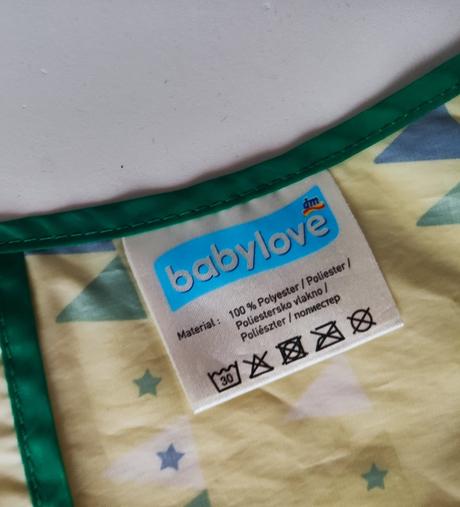 dm
babylove
Material: 100 % Polyester / Poliester /
Poliestersko vlakno /
Poliészter / полиестер
30